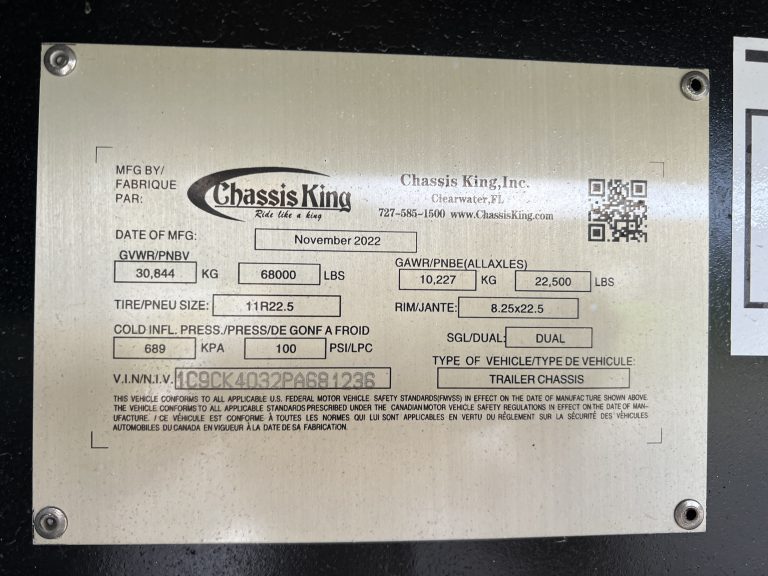 MFG BY/
FABRIQUE
PAR:
Chassis King
Ride like a king
Chassis King,Inc.
Clearwater,FL
727-585-1500 www.ChassisKing.com
DATE OF MFG: November 2022
GVWR/PNBV
30,844 KG 68000 LBS
GAWR/PNBE(ALLAXLES)
10,227 KG 22,500 LBS
TIRE/PNEU SIZE: 11R22.5
RIM/JANTE: 8.25x22.5
COLD INFL. PRESS./PRESS/DE GONF A FROID
689 KPA 100 PSI/LPC
SGL/DUAL: DUAL
TYPE OF VEHICLE/TYPE DE VEHICULE:
TRAILER CHASSIS
V.I.N/N.I.V. 1C9CK4032PA681236
THIS VEHICLE CONFORMS TO ALL APPLICABLE U.S. FEDERAL MOTOR VEHICLE SAFETY STANDARDS(FMVSS) IN EFFECT ON THE DATE OF MANUFACTURE SHOWN ABOVE.
THE VEHICLE CONFORMS TO ALL APPLICABLE STANDARDS PRESCRIBED UNDER THE CANADIAN MOTOR VEHICLE SAFETY REGULATIONS IN EFFECT ON THE DATE OF MAN-
UFACTURE. / CE VÉHICULE EST CONFORME À TOUTES LES NORMES QUI LUI SONT APPLICABLES EN VERTU DU RÈGLEMENT SUR LA SÉCURITÉ DES VÉHICULES
AUTOMOBILES DU CANADA EN VIGUEUR À LA DATE DE SA FABRICATION.